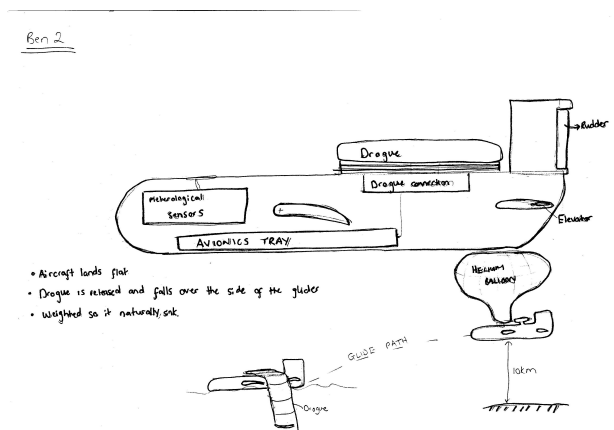 Ben 2
Drogue
Rudder
Drogue connection
Meterological
Sensors
Elevator
AVIONICS TRAY
HELIUM
BALLOON
• Aircraft lands flat
• Drogue is released and falls over the side of the glider
• Weighted so it naturally sink.
GLIDE PATH
10km
Drogue